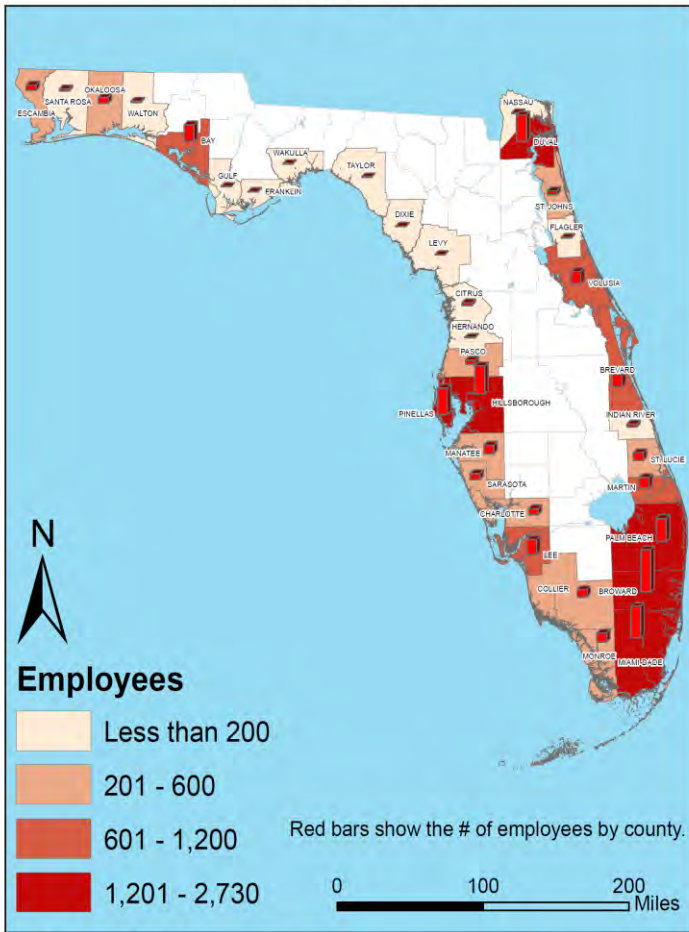 OKALOOSA
SANTA ROSA
ESCAMBIA
WALTON
BAY
NASSAU
DUVAL
WAKULLA
TAYLOR
GULF
FRANKLIN
ST. JOHNS
DIXIE
FLAGLER
LEVY
VOLUSIA
CITRUS
HERNANDO
PASCO
BREVARD
HILLSBOROUGH
PINELLAS
INDIAN RIVER
MANATEE
ST. LUCIE
SARASOTA
MARTIN
CHARLOTTE
PALM BEACH
LEE
COLLIER
BROWARD
MONROE
MIAMI-DADE
N
Employees
Less than 200
201 - 600
601 - 1,200
1,201 - 2,730
Red bars show the # of employees by county.
0 100 200
Miles